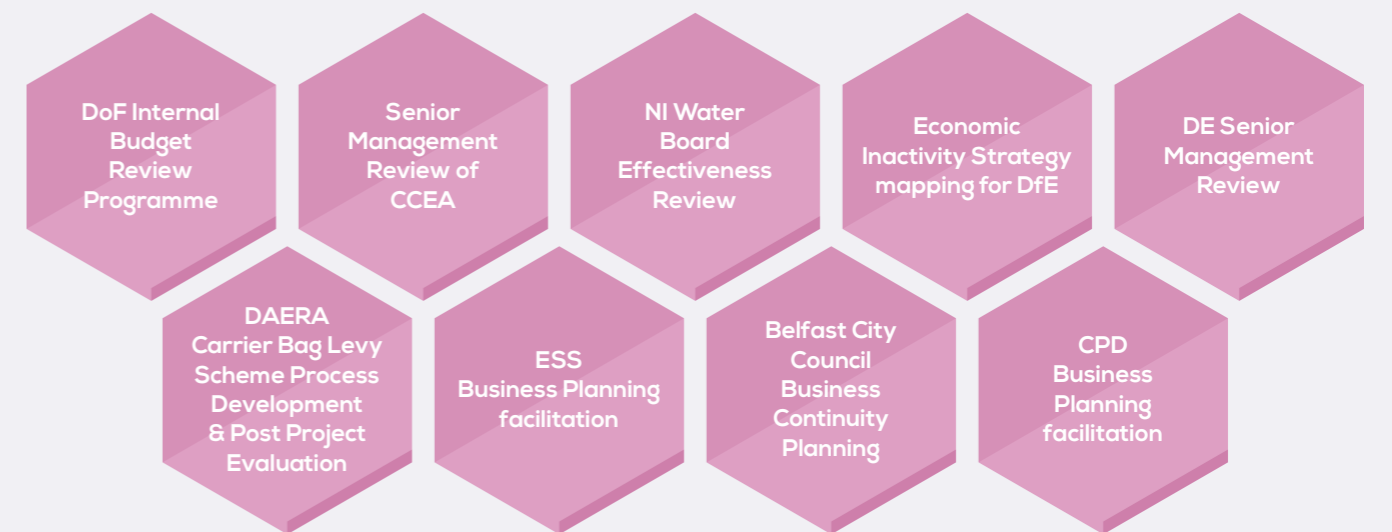 DoF Internal
Budget
Review
Programme
Senior
Management
Review of
CCEA
NI Water
Board
Effectiveness
Review
Economic
Inactivity Strategy
mapping for DfE
DE Senior
Management
Review
DAERA
Carrier Bag Levy
Scheme Process
Development
& Post Project
Evaluation
ESS
Business Planning
facilitation
Belfast City
Council
Business
Continuity
Planning
CPD
Business
Planning
facilitation